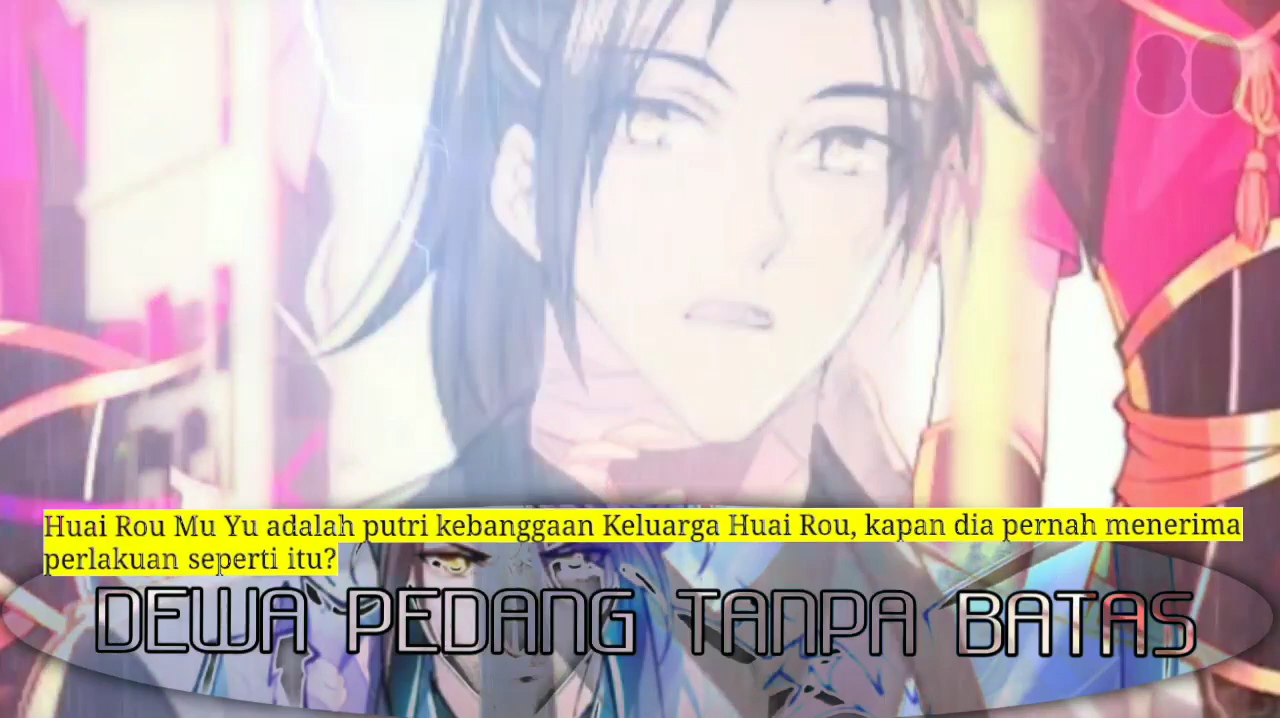 80
Huai Rou Mu Yu adalah putri kebanggaan Keluarga Huai Rou, kapan dia pernah menerima
perlakuan seperti itu?
DEWA PEDANG TANPA BATAS